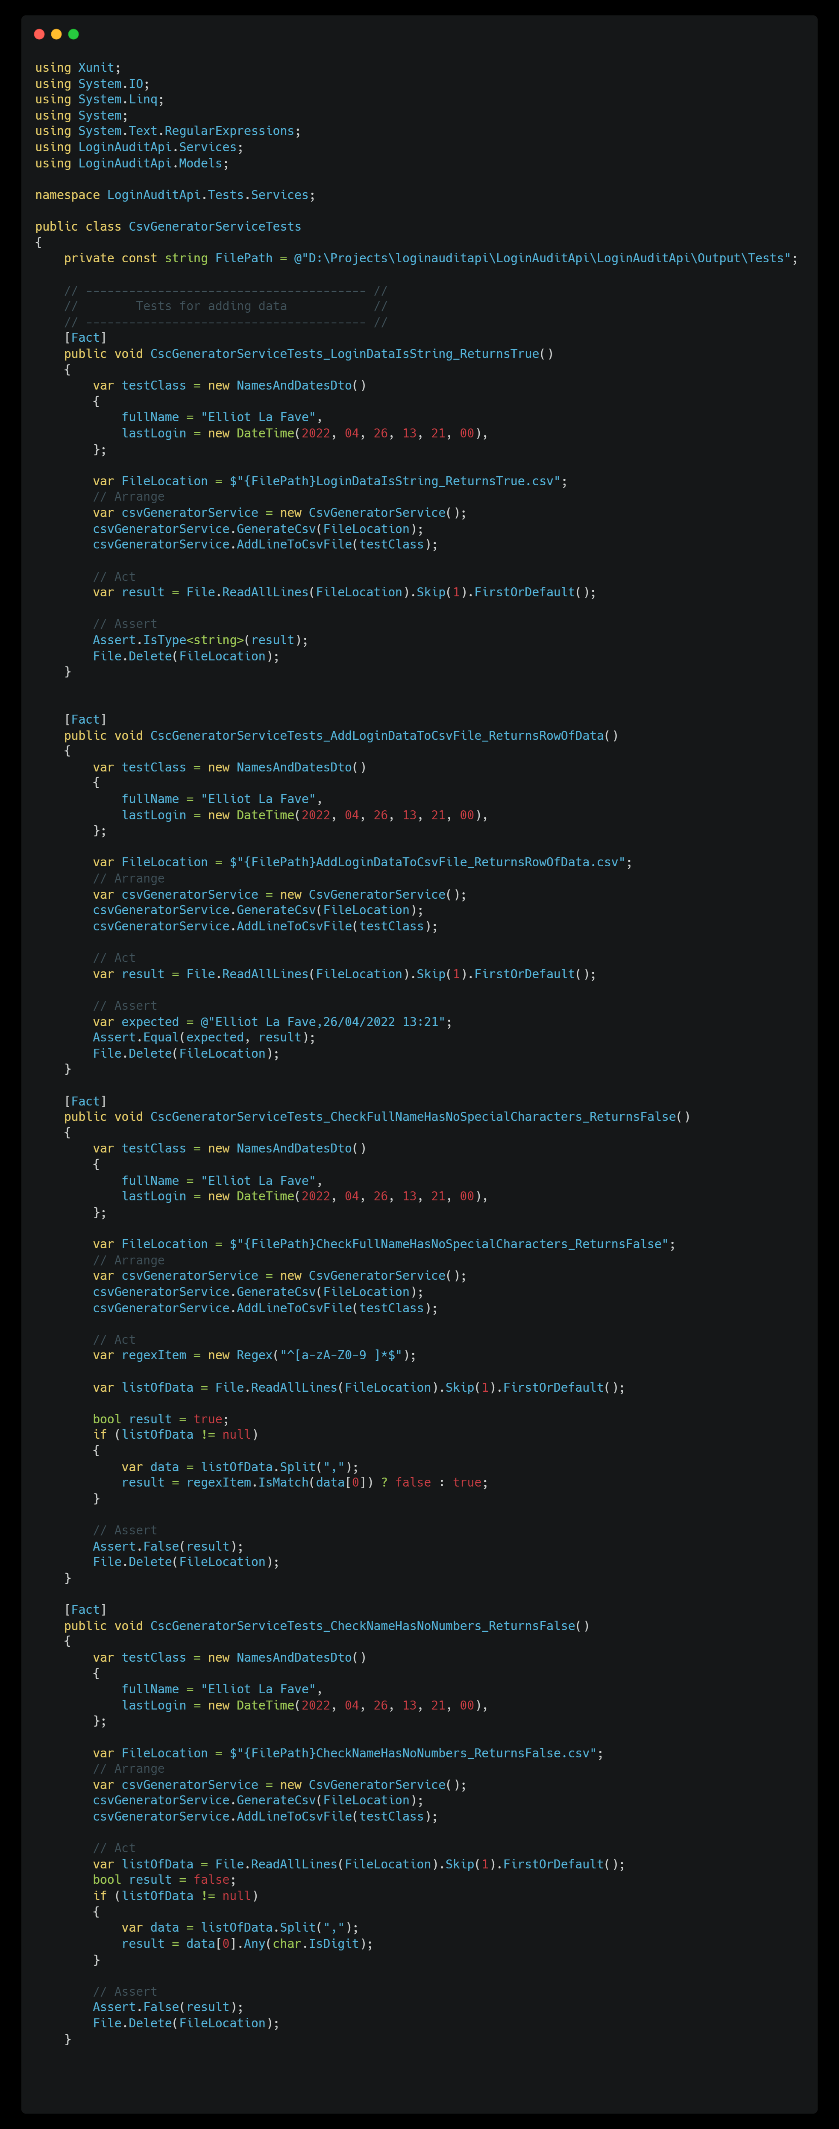 using Xunit;
using System.IO;
using System.Linq;
using System;
using System.Text.RegularExpressions;
using LoginAuditApi.Services;
using LoginAuditApi.Models;

namespace LoginAuditApi.Tests.Services;

public class CsvGeneratorServiceTests
{
    private const string FilePath = @"D:\Projects\loginauditapi\LoginAuditApi\LoginAuditApi\Output\Tests";

    // --------------------------------------- //
    //        Tests for adding data            //
    // --------------------------------------- //
    [Fact]
    public void CscGeneratorServiceTests_LoginDataIsString_ReturnsTrue()
    {
        var testClass = new NamesAndDatesDto()
        {
            fullName = "Elliot La Fave",
            lastLogin = new DateTime(2022, 04, 26, 13, 21, 00),
        };

        var FileLocation = $"{FilePath}LoginDataIsString_ReturnsTrue.csv";
        // Arrange
        var csvGeneratorService = new CsvGeneratorService();
        csvGeneratorService.GenerateCsv(FileLocation);
        csvGeneratorService.AddLineToCsvFile(testClass);

        // Act
        var result = File.ReadAllLines(FileLocation).Skip(1).FirstOrDefault();

        // Assert
        Assert.IsType<string>(result);
        File.Delete(FileLocation);
    }


    [Fact]
    public void CscGeneratorServiceTests_AddLoginDataToCsvFile_ReturnsRowOfData()
    {
        var testClass = new NamesAndDatesDto()
        {
            fullName = "Elliot La Fave",
            lastLogin = new DateTime(2022, 04, 26, 13, 21, 00),
        };

        var FileLocation = $"{FilePath}AddLoginDataToCsvFile_ReturnsRowOfData.csv";
        // Arrange
        var csvGeneratorService = new CsvGeneratorService();
        csvGeneratorService.GenerateCsv(FileLocation);
        csvGeneratorService.AddLineToCsvFile(testClass);

        // Act
        var result = File.ReadAllLines(FileLocation).Skip(1).FirstOrDefault();

        // Assert
        var expected = @"Elliot La Fave,26/04/2022 13:21";
        Assert.Equal(expected, result);
        File.Delete(FileLocation);
    }

    [Fact]
    public void CscGeneratorServiceTests_CheckFullNameHasNoSpecialCharacters_ReturnsFalse()
    {
        var testClass = new NamesAndDatesDto()
        {
            fullName = "Elliot La Fave",
            lastLogin = new DateTime(2022, 04, 26, 13, 21, 00),
        };

        var FileLocation = $"{FilePath}CheckFullNameHasNoSpecialCharacters_ReturnsFalse";
        // Arrange
        var csvGeneratorService = new CsvGeneratorService();
        csvGeneratorService.GenerateCsv(FileLocation);
        csvGeneratorService.AddLineToCsvFile(testClass);

        // Act
        var regexItem = new Regex("^[a-zA-Z0-9 ]*$");

        var listOfData = File.ReadAllLines(FileLocation).Skip(1).FirstOrDefault();

        bool result = true;
        if (listOfData != null)
        {
            var data = listOfData.Split(",");
            result = regexItem.IsMatch(data[0]) ? false : true;
        }

        // Assert
        Assert.False(result);
        File.Delete(FileLocation);
    }

    [Fact]
    public void CscGeneratorServiceTests_CheckNameHasNoNumbers_ReturnsFalse()
    {
        var testClass = new NamesAndDatesDto()
        {
            fullName = "Elliot La Fave",
            lastLogin = new DateTime(2022, 04, 26, 13, 21, 00),
        };

        var FileLocation = $"{FilePath}CheckNameHasNoNumbers_ReturnsFalse.csv";
        // Arrange
        var csvGeneratorService = new CsvGeneratorService();
        csvGeneratorService.GenerateCsv(FileLocation);
        csvGeneratorService.AddLineToCsvFile(testClass);

        // Act
        var listOfData = File.ReadAllLines(FileLocation).Skip(1).FirstOrDefault();
        bool result = false;
        if (listOfData != null)
        {
            var data = listOfData.Split(",");
            result = data[0].Any(char.IsDigit);
        }

        // Assert
        Assert.False(result);
        File.Delete(FileLocation);
    }